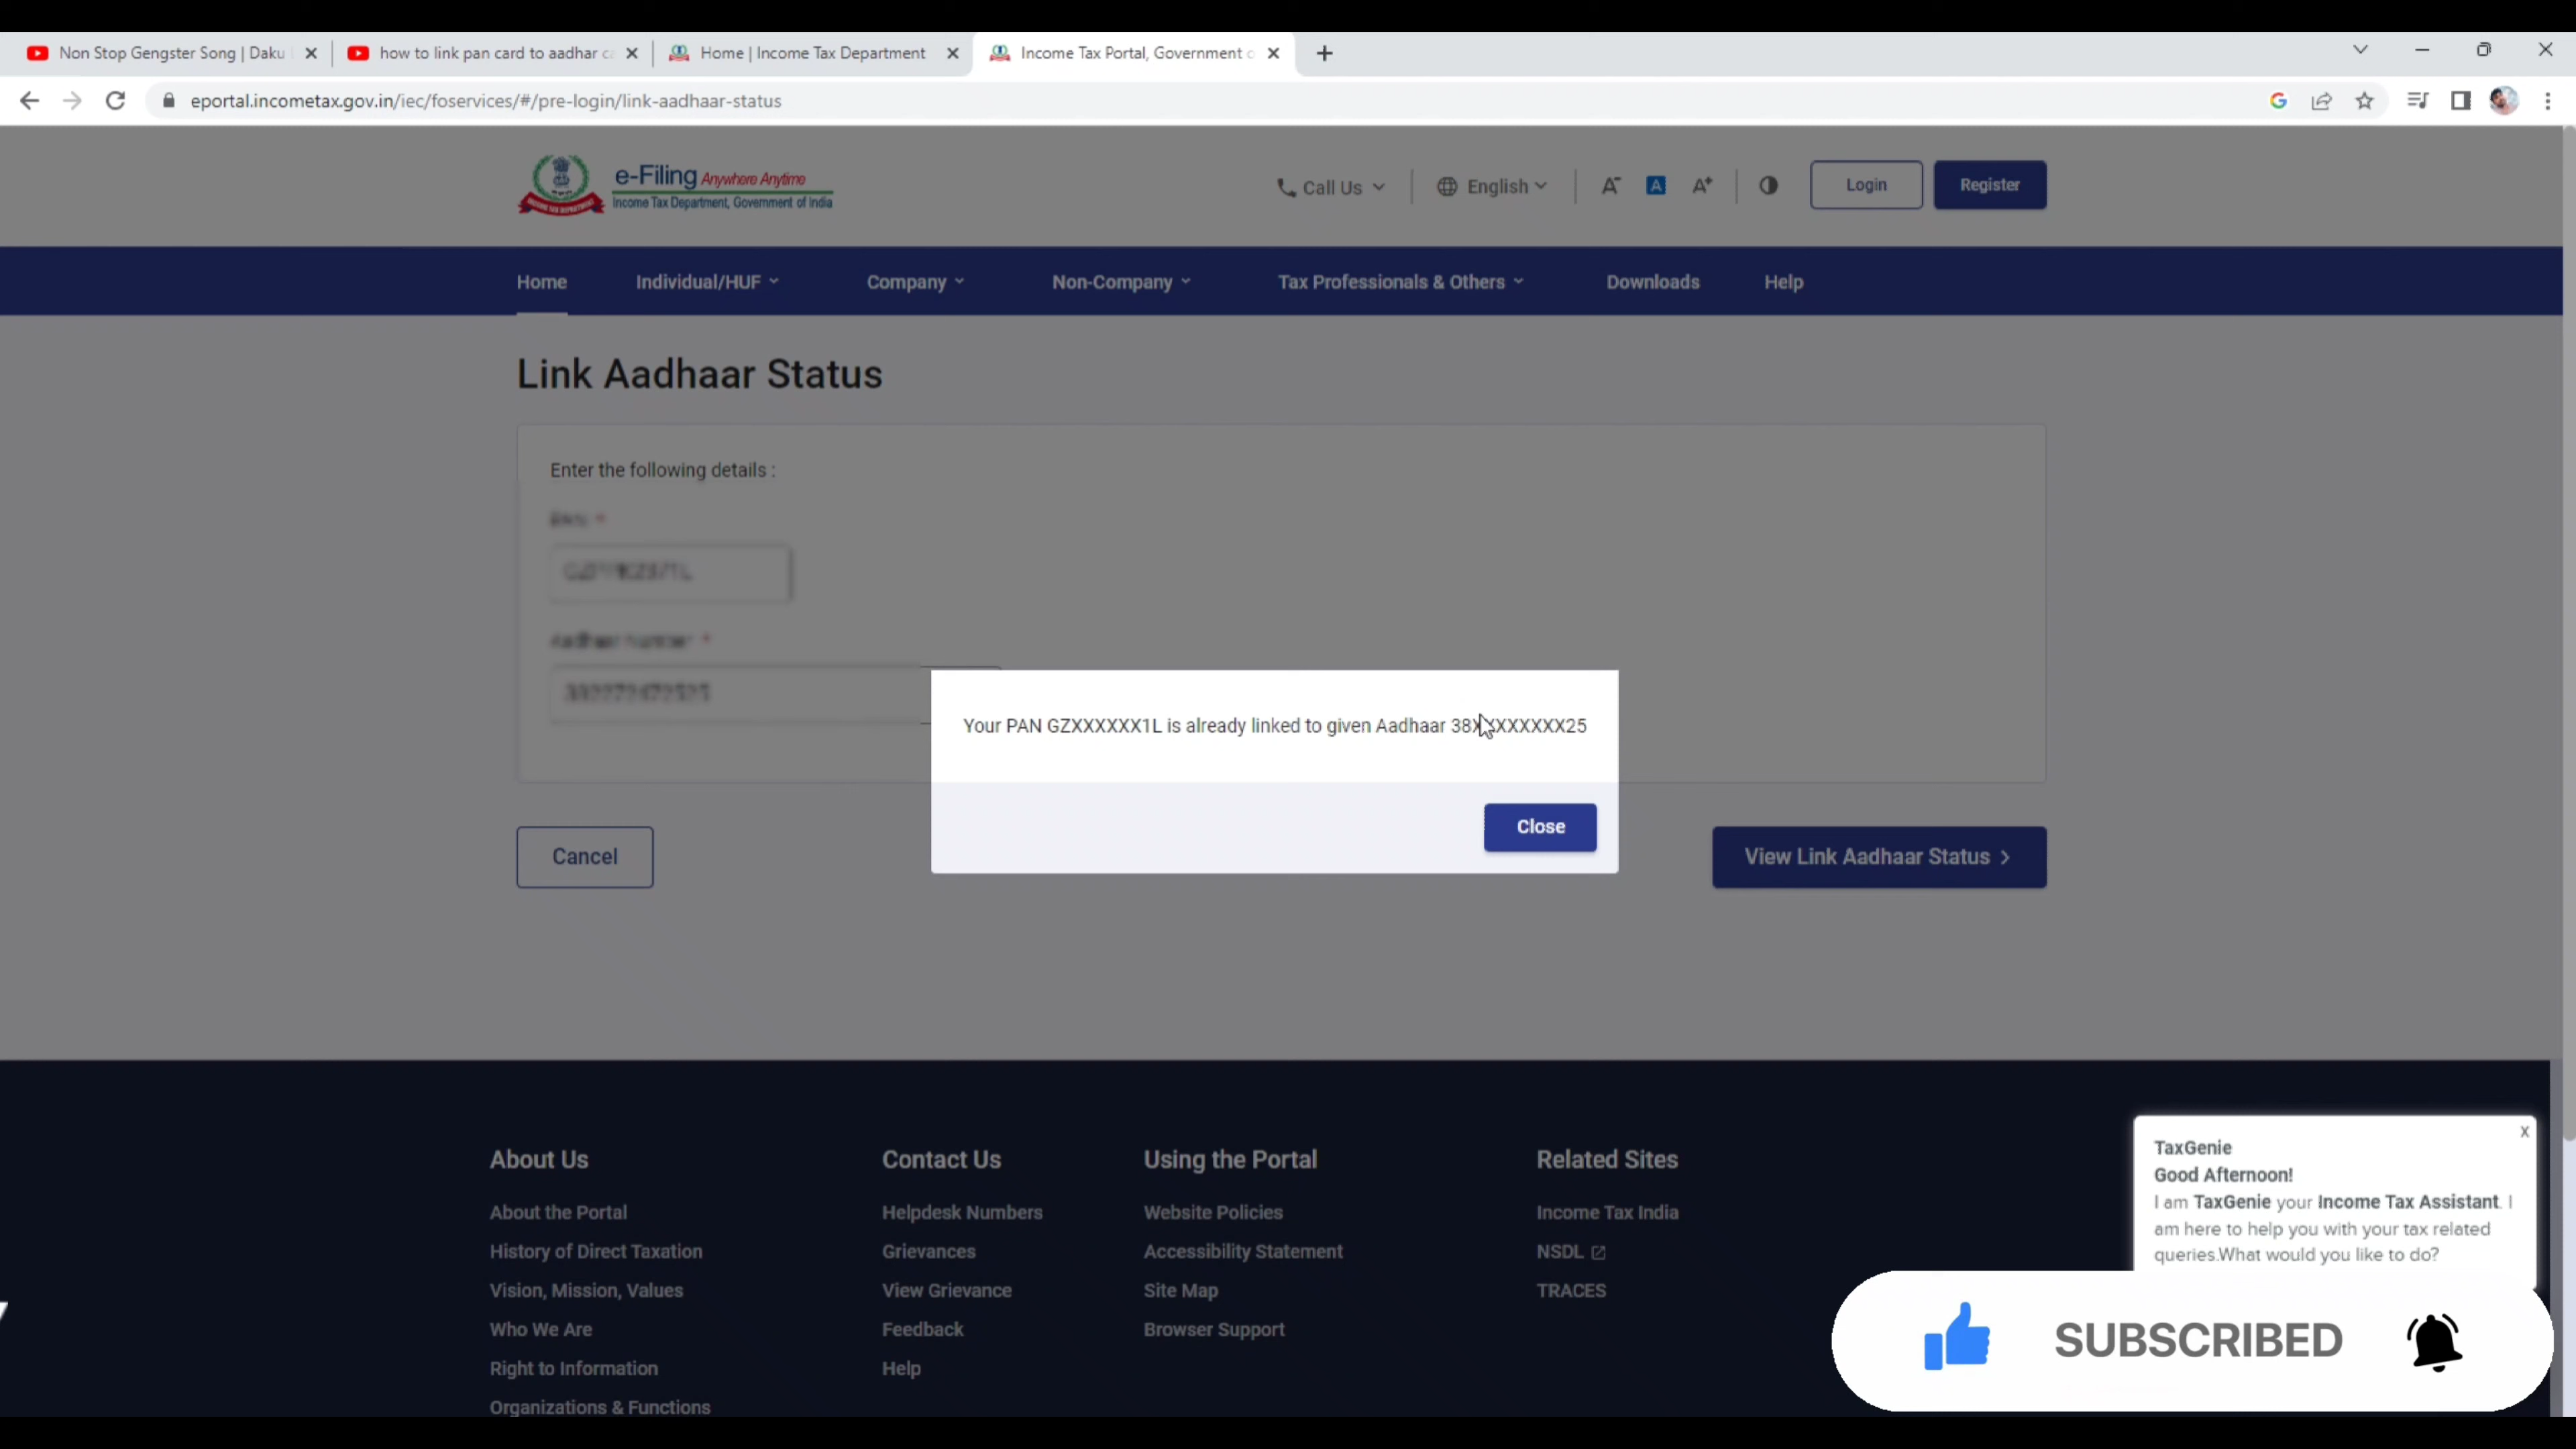 Non Stop Gengster Song | Daku
how to link pan card to aadhar ca
Home | Income Tax Department
Income Tax Portal, Government o
eportal.incometax.gov.in/iec/foservices/#/pre-login/link-aadhaar-status
e-Filing Anywhere Anytime
Income Tax Department, Government of India
Call Us
English
A-
A
A+
Login
Register
Home
Individual/HUF
Company
Non-Company
Tax Professionals & Others
Downloads
Help
Link Aadhaar Status
Enter the following details :
Your PAN GZXXXXXX1L is already linked to given Aadhaar
Close
Cancel
View Link Aadhaar Status >
About Us
About the Portal
History of Direct Taxation
Vision, Mission, Values
Who We Are
Right to Information
Organizations & Functions
Contact Us
Helpdesk Numbers
Grievances
View Grievance
Feedback
Help
Using the Portal
Website Policies
Accessibility Statement
Site Map
Browser Support
Related Sites
Income Tax India
NSDL
TRACES
x
TaxGenie
Good Afternoon!
I am TaxGenie your Income Tax Assistant. I
am here to help you with your tax related
queries.What would you like to do?
SUBSCRIBED